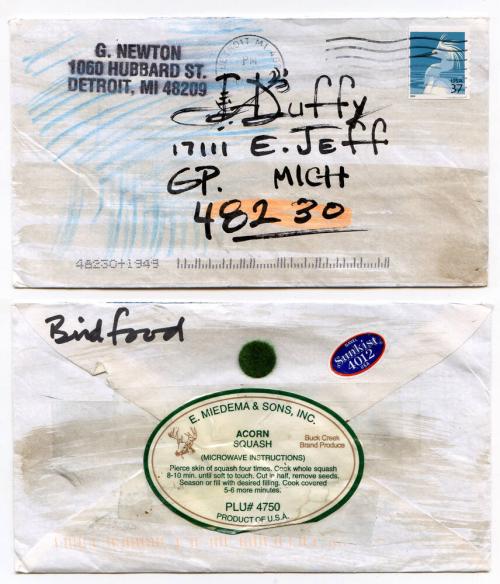 G. NEWTON
1060 HUBBARD ST.
DETROIT, MI 48209
DETROIT MI
PM
USA
37
J. Duffy
17111 E. JEFF
GP. MICH
48230
48230+1949
Bird food
Sunkist
4012
E. MIEDEMA & SONS, INC.
ACORN
SQUASH
Buck Creek
Brand Produce
(MICROWAVE INSTRUCTIONS)
Pierce skin of squash four times. Cook whole squash
8-10 min. until soft to touch. Cut in half, remove seeds.
Season or fill with desired filling. Cook covered
5-6 more minutes.
PLU# 4750
PRODUCT OF U.S.A.